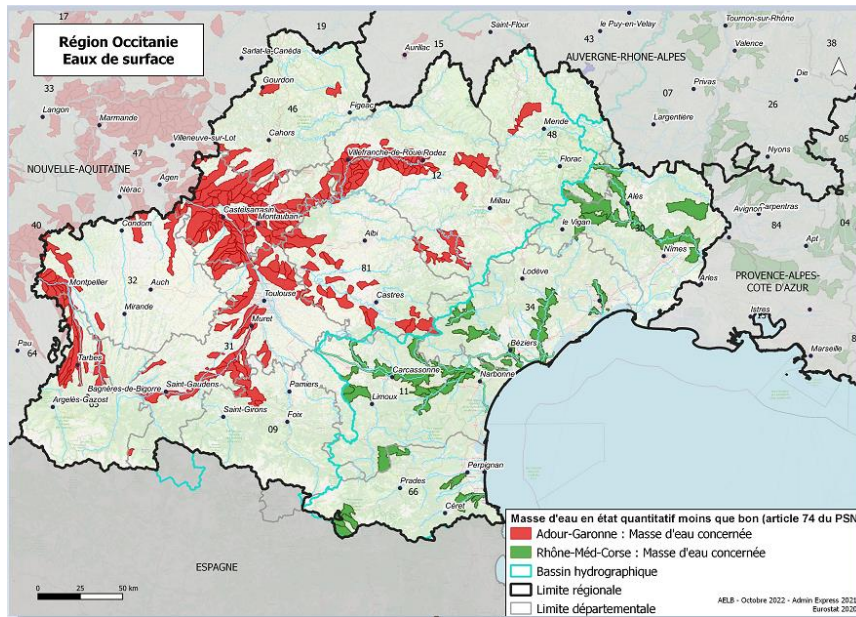 Région Occitanie
Eaux de surface
17
19
15
43
38
Saint-Flour
le Puy-en-Velay
Tournon-sur-Rhône
Sarlat-la-Canéda
Aurillac
AUVERGNE-RHONE-ALPES
Valence
33
Gourdon
Die
Langon
Marmande
46
Figeac
07
Privas
26
Villeneuve-sur-Lot
Cahors
Mende
48
Largentière
NOUVELLE-AQUITAINE
47
Villefranche-de-Roue
Rodez
Florac
Nyons
05
Agen
12
Nérac
Castelsarrasin
Millau
Alès
40
Condom
Montauban
le Vigan
30
Avignon
Carpentras
04
Albi
84
Nîmes
Apt
Montpellier
32
Auch
81
Lodève
Arles
PROVENCE-ALPES-
COTE D'AZUR
Mirande
Toulouse
Castres
34
Istres
Pau
64
Muret
Béziers
8
Marseille
Tarbes
31
Carcassonne
Bagnères-de-Bigorre
Saint-Gaudens
Pamiers
Narbonne
Argelès-Gazost
65
Saint-Girons
Foix
Limoux
11
09
Perpignan
Prades
66
Céret
ESPAGNE
Masse d'eau en état quantitatif moins que bon (article 74 du PSN
Adour-Garonne : Masse d'eau concernée
Rhône-Méd-Corse : Masse d'eau concernée
Bassin hydrographique
Limite régionale
Limite départementale
AELB - Octobre 2022 - Admin Express 2021
Eurostat 2020
0 25 50 km